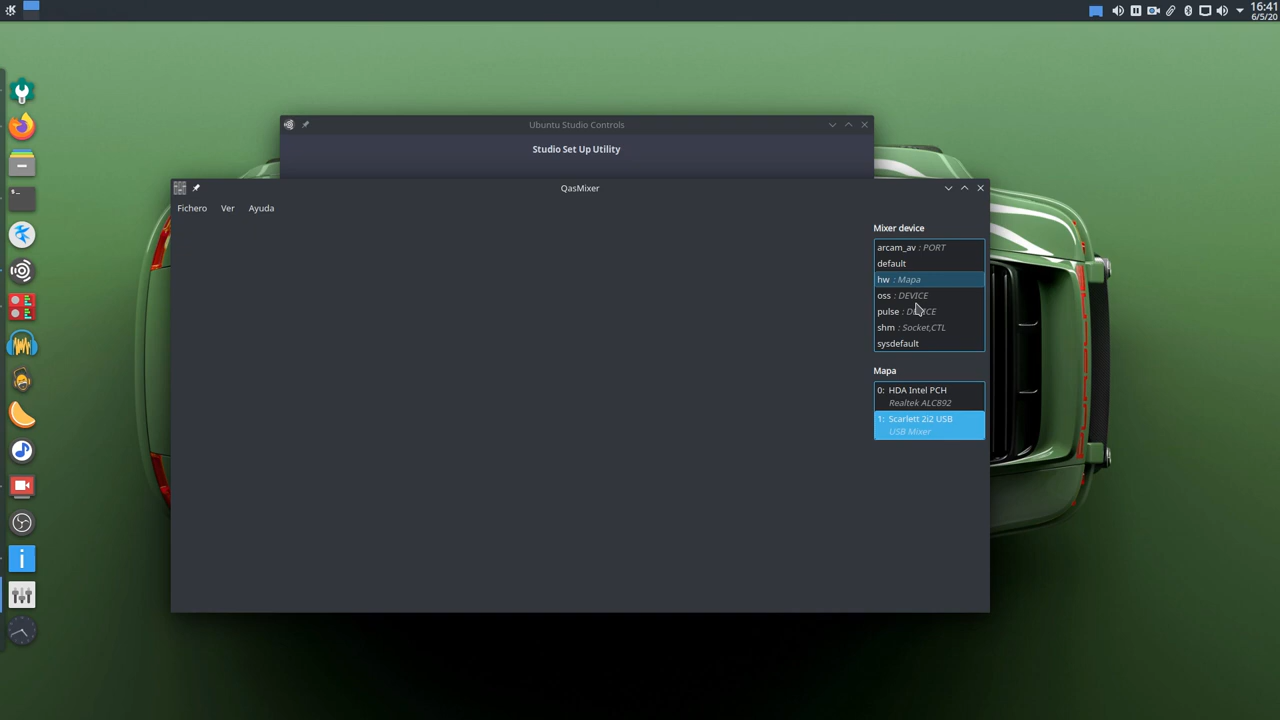 16:41
6/5/20
Ubuntu Studio Controls
Studio Set Up Utility
QasMixer
Fichero Ver Ayuda
Mixer device
arcam_av : PORT
default
hw : Mapa
oss : DEVICE
pulse :
shm : Socket,CTL
sysdefault
Mapa
0: HDA Intel PCH
Realtek ALC892
1: Scarlett 2i2 USB
USB Mixer